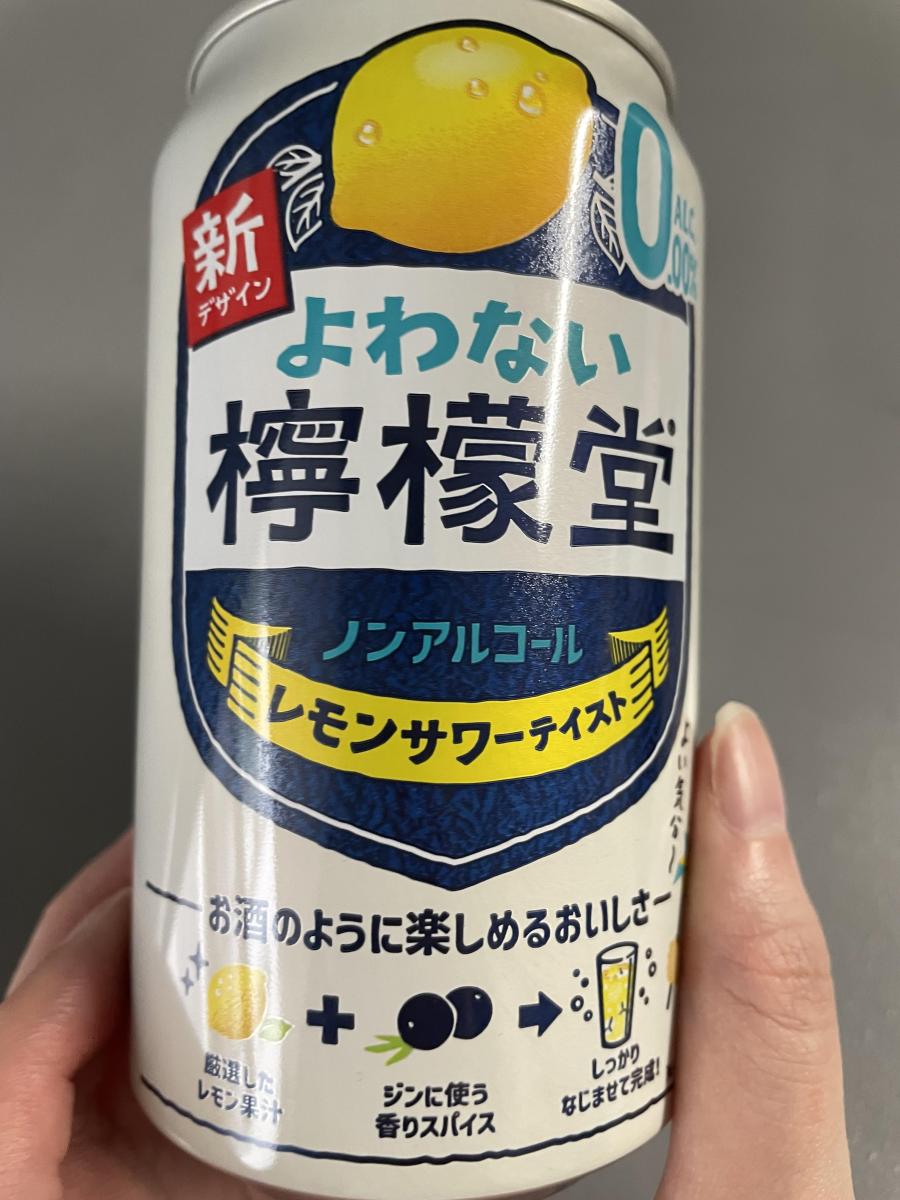 新
デザイン
0
ALC.
.00%
よわない
檸檬堂
ノンアルコール
レモンサワーテイスト
お酒のように楽しめるおいしさ
厳選した
レモン果汁
+
ジンに使う
香りスパイス
しっかり
なじませて完成!